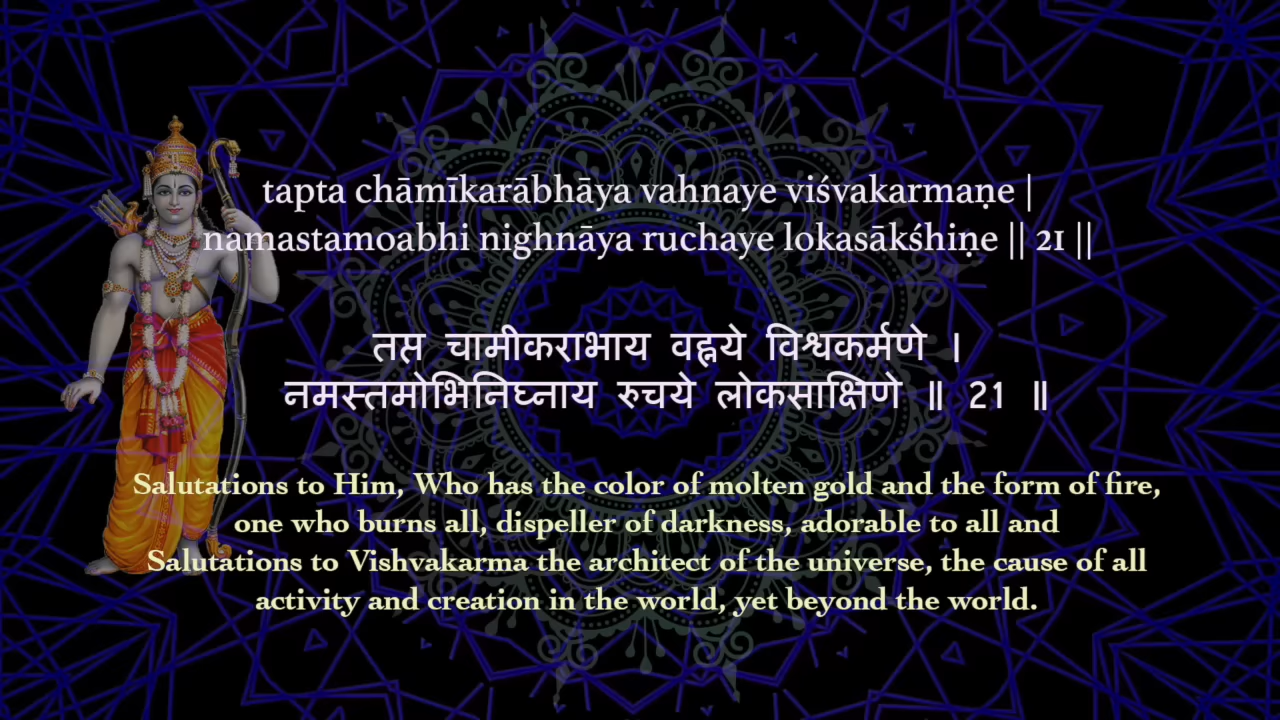 tapta chāmīkarābhāya vahnaye viśvakarmaṇe |
namastamoabhi nighnāya ruchaye lokasākśhiṇe || 21 ||
तप्त चामीकराभाय वह्नये विश्वकर्मणे ।
नमस्तमोभिनिघ्नाय रुचये लोकसाक्षिणे ॥ 21 ॥
Salutations to Him, Who has the color of molten gold and the form of fire,
one who burns all, dispeller of darkness, adorable to all and
Salutations to Vishvakarma the architect of the universe, the cause of all
activity and creation in the world, yet beyond the world.